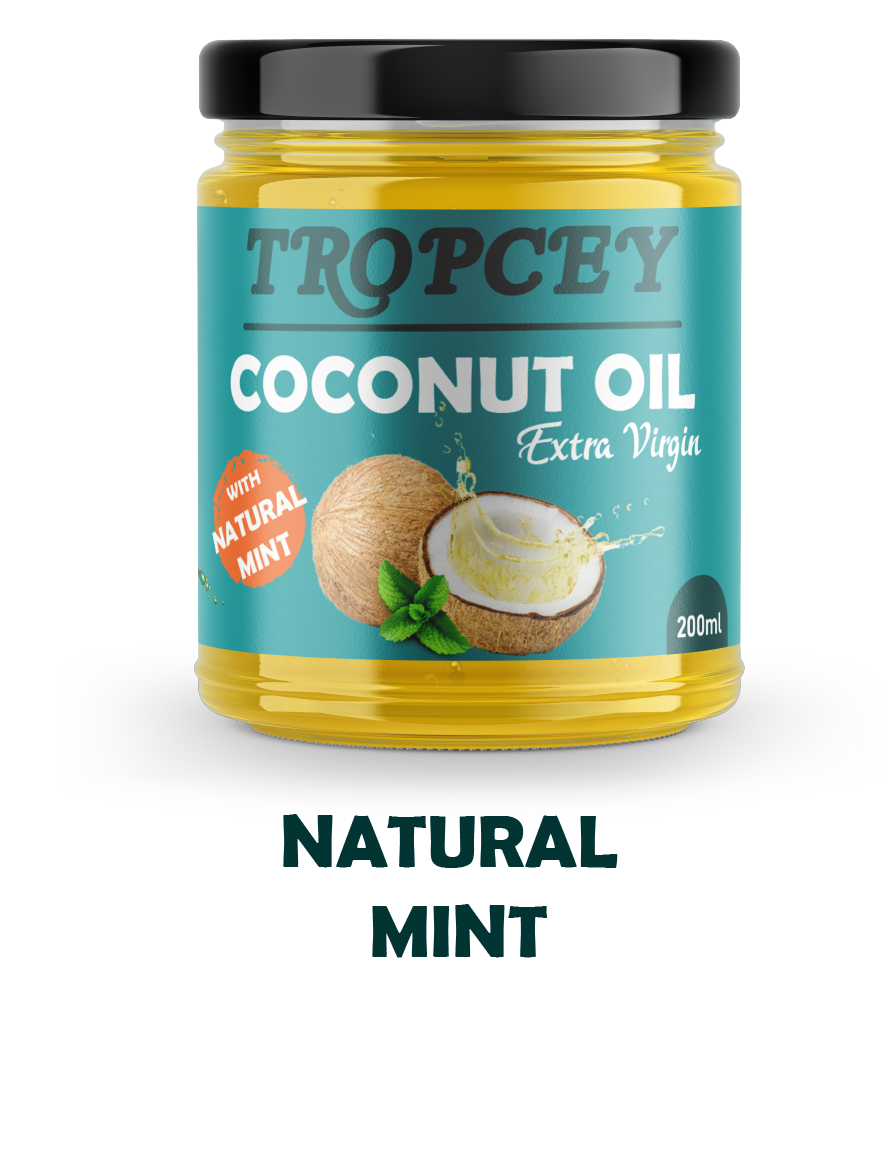 TROPCEY
COCONUT OIL
Extra Virgin
WITH
NATURAL
MINT
200ml
NATURAL
MINT